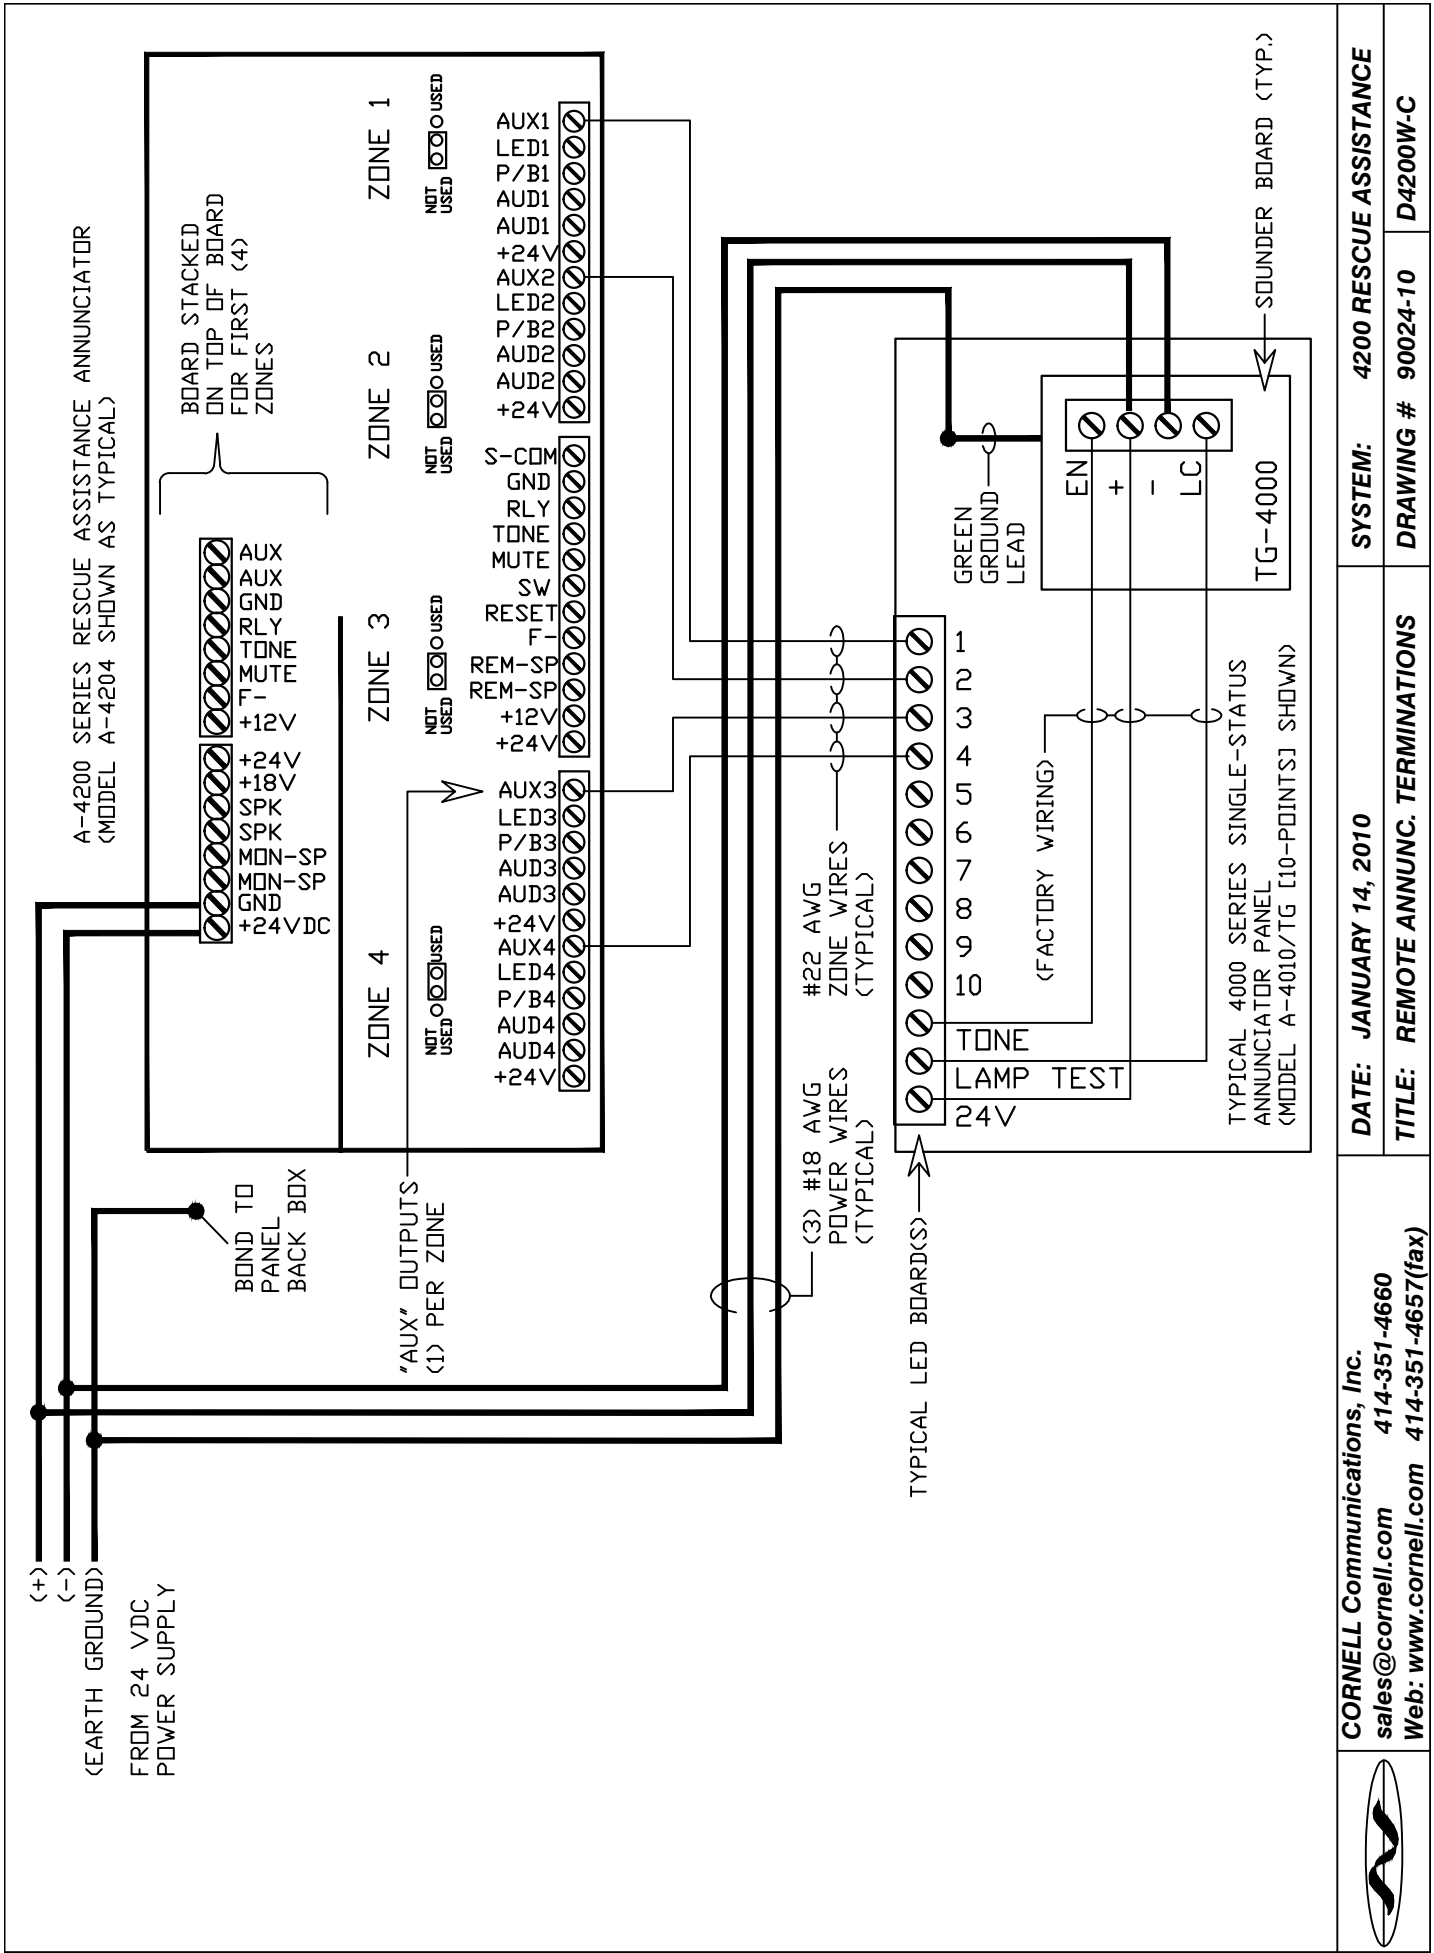 A-4200 SERIES RESCUE ASSISTANCE ANNUNCIATOR
(MODEL A-4204 SHOWN AS TYPICAL)
BOARD STACKED
ON TOP OF BOARD
FOR FIRST (4)
ZONES
(+)
(-)
(EARTH GROUND)
FROM 24 VDC
POWER SUPPLY
BOND TO
PANEL
BACK BOX
+24VDC
GND
MON-SP
MON-SP
SPK
SPK
+18V
+24V
+12V
F-
MUTE
TONE
RLY
GND
AUX
AUX
ZONE 4
ZONE 3
ZONE 2
ZONE 1
NOT
USED
USED
NOT
USED
USED
NOT
USED
USED
NOT
USED
USED
"AUX" OUTPUTS
(1) PER ZONE
+24V
AUD4
AUD4
P/B4
LED4
AUX4
+24V
AUD3
AUD3
P/B3
LED3
AUX3
+24V
+12V
REM-SP
REM-SP
F-
RESET
SW
MUTE
TONE
RLY
GND
S-COM
+24V
AUD2
AUD2
P/B2
LED2
AUX2
+24V
AUD1
AUD1
P/B1
LED1
AUX1
(3) #18 AWG
POWER WIRES
(TYPICAL)
#22 AWG
ZONE WIRES
(TYPICAL)
TYPICAL LED BOARD(S)
24V
LAMP TEST
TONE
10
9
8
7
6
5
4
3
2
1
GREEN
GROUND
LEAD
(FACTORY WIRING)
EN
+
-
LC
TG-4000
SOUNDER BOARD (TYP.)
TYPICAL 4000 SERIES SINGLE-STATUS
ANNUNCIATOR PANEL
(MODEL A-4010/TG [10-POINTS] SHOWN)
CORNELL Communications, Inc.
sales@cornell.com 414-351-4660
Web: www.cornell.com 414-351-4657(fax)
DATE: JANUARY 14, 2010
TITLE: REMOTE ANNUNC. TERMINATIONS
SYSTEM: 4200 RESCUE ASSISTANCE
DRAWING # 90024-10
D4200W-C